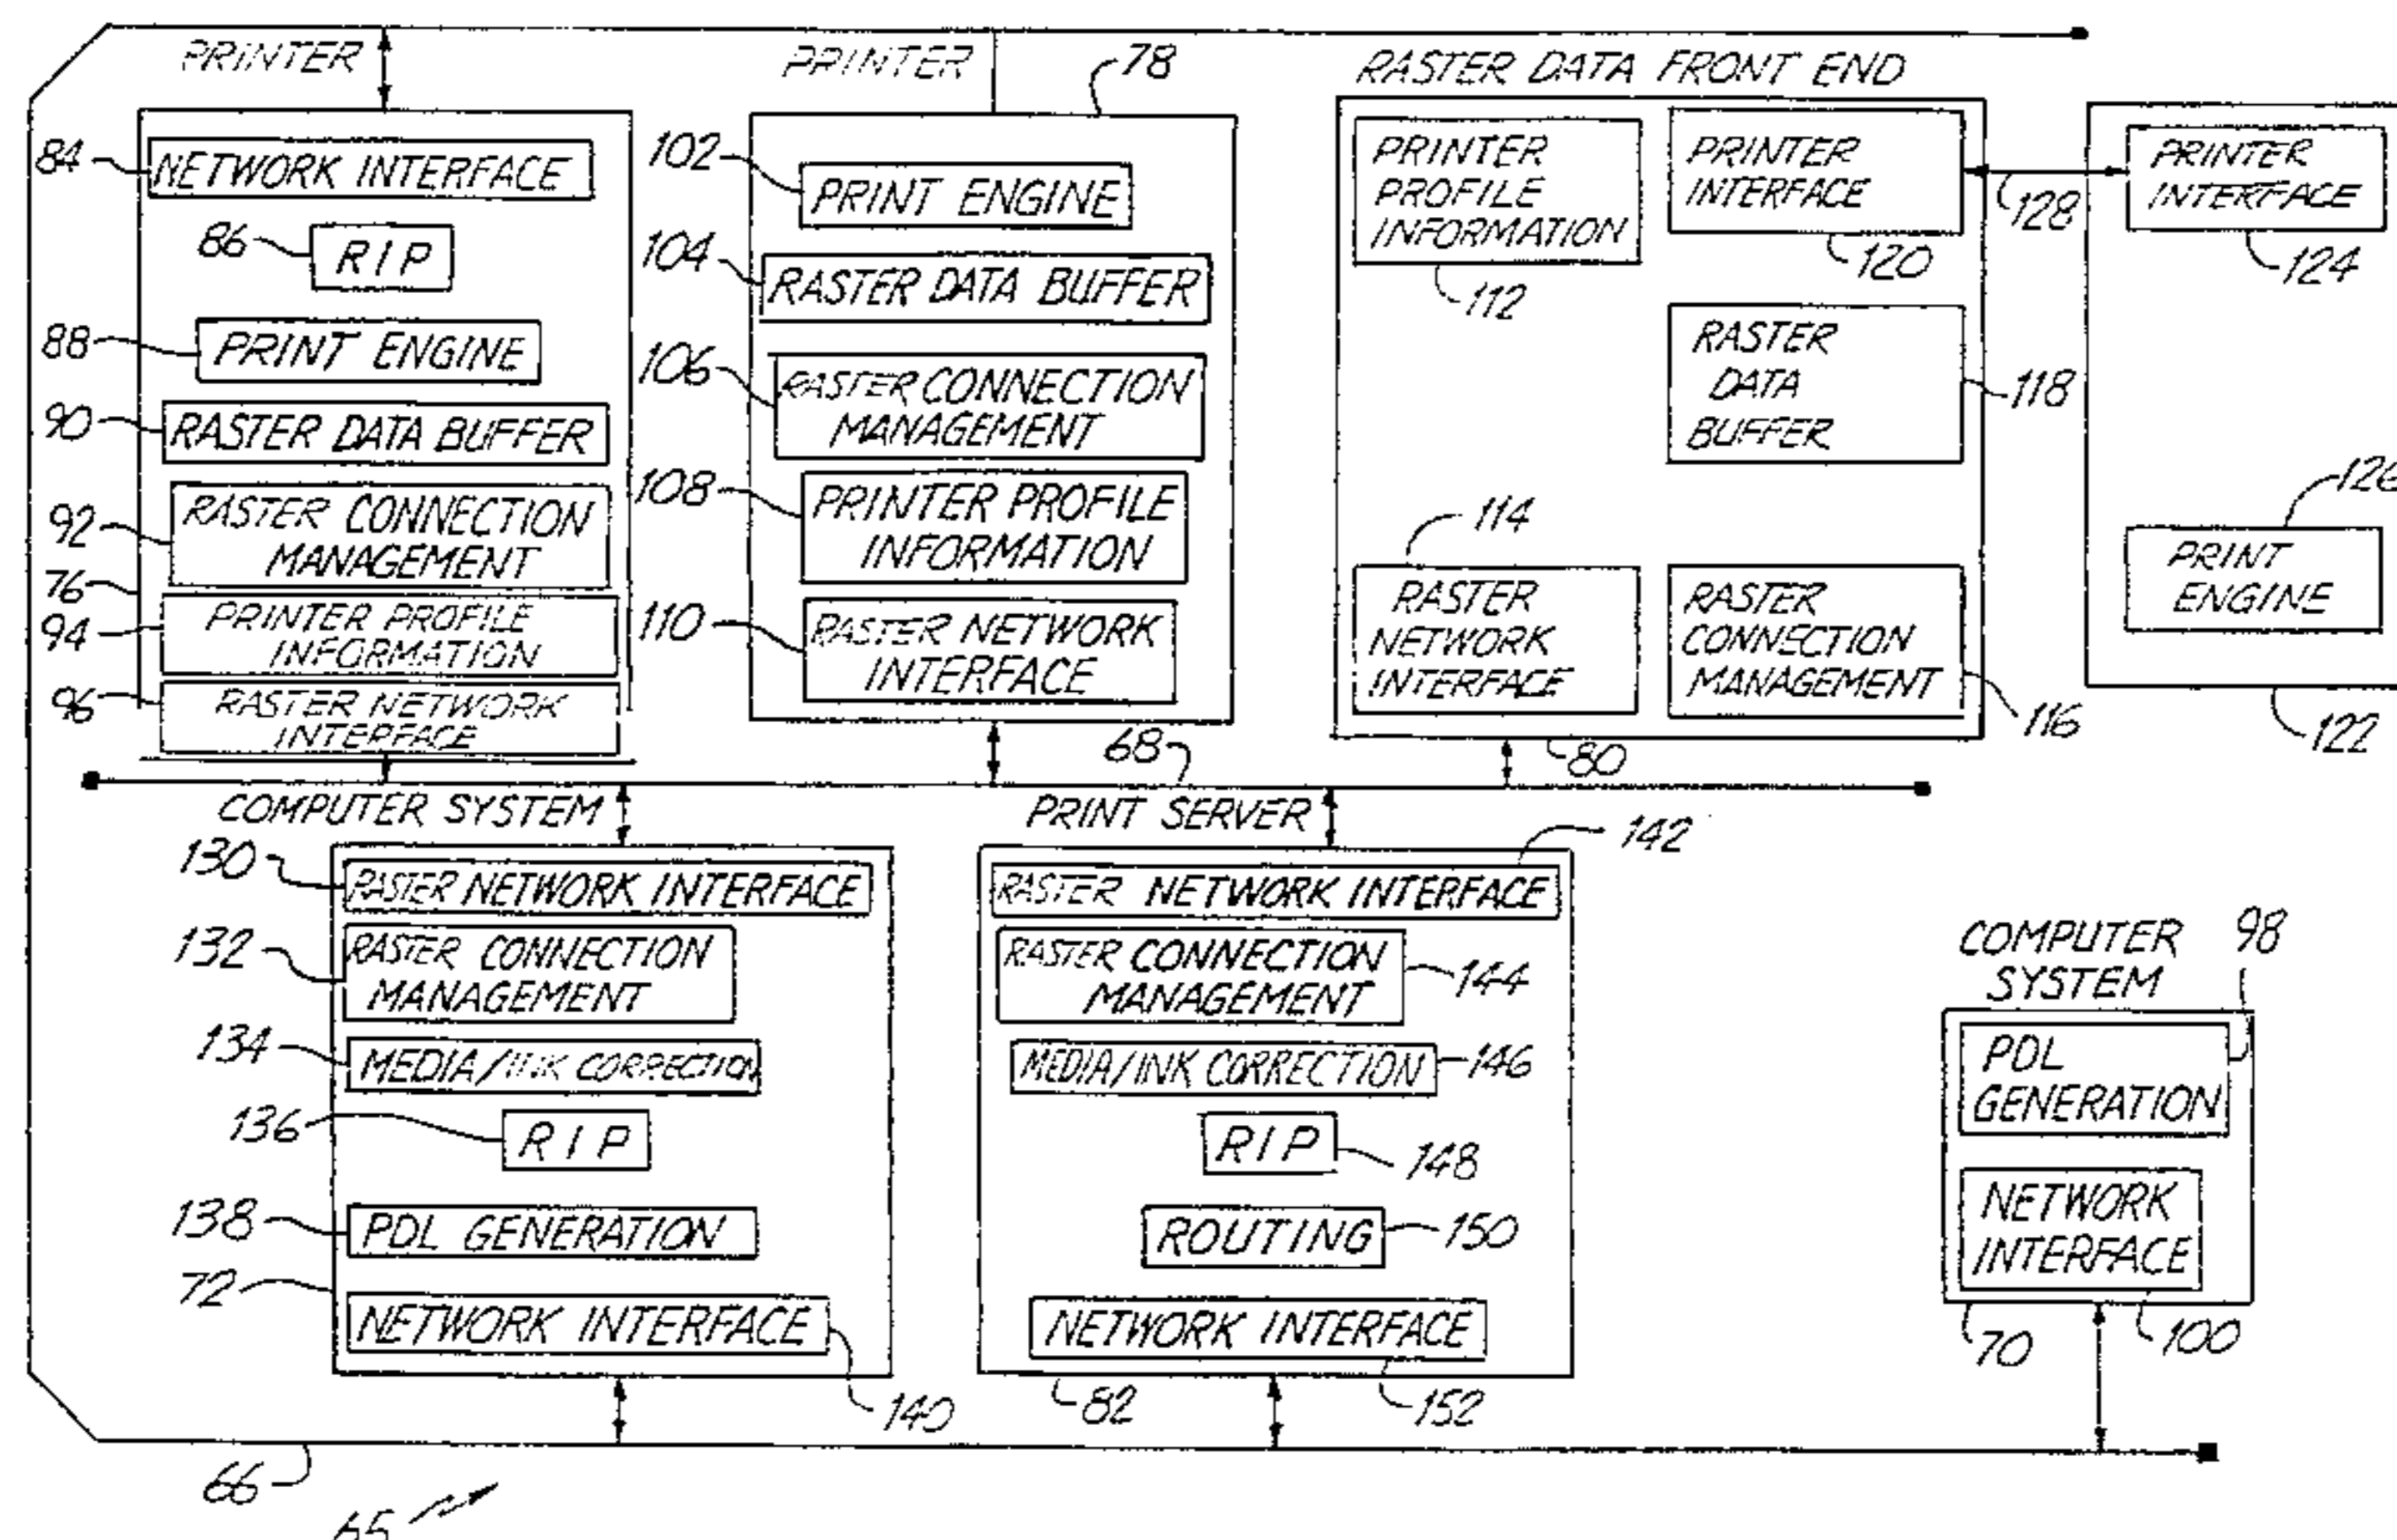 PRINTER
84
NETWORK INTERFACE
86
RIP
88
PRINT ENGINE
90
RASTER DATA BUFFER
92
RASTER CONNECTION
MANAGEMENT
76
94
PRINTER PROFILE
INFORMATION
96
RASTER NETWORK
INTERFACE
PRINTER
78
102
PRINT ENGINE
104
RASTER DATA BUFFER
106
RASTER CONNECTION
MANAGEMENT
108
PRINTER PROFILE
INFORMATION
110
RASTER NETWORK
INTERFACE
RASTER DATA FRONT END
PRINTER
PROFILE
INFORMATION
112
PRINTER
INTERFACE
120
128
RASTER
DATA
BUFFER
118
114
RASTER
NETWORK
INTERFACE
RASTER
CONNECTION
MANAGEMENT
116
80
PRINTER
INTERFACE
124
126
PRINT
ENGINE
122
68
COMPUTER SYSTEM
130
RASTER NETWORK INTERFACE
132
RASTER CONNECTION
MANAGEMENT
134
MEDIA/INK CORRECTION
136
RIP
138
PDL GENERATION
72
NETWORK INTERFACE
140
PRINT SERVER
142
RASTER NETWORK INTERFACE
RASTER CONNECTION
MANAGEMENT
144
MEDIA/INK CORRECTION
146
RIP
148
ROUTING
150
NETWORK INTERFACE
82
152
COMPUTER
SYSTEM
98
PDL
GENERATION
NETWORK
INTERFACE
70
100
66
65